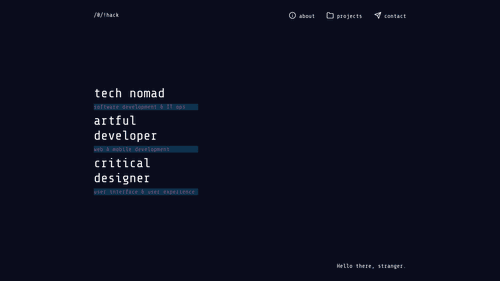 /0/!hack
about
projects
contact
tech nomad
software development & IT ops
artful
developer
web & mobile development
critical
designer
user interface & user experience
Hello there, stranger.